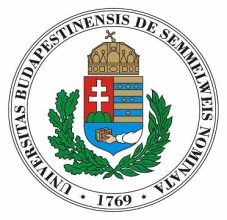 UNIVERSITAS BUDAPESTINENSIS DE SEMMELWEIS NOMINATA
· 1769 ·